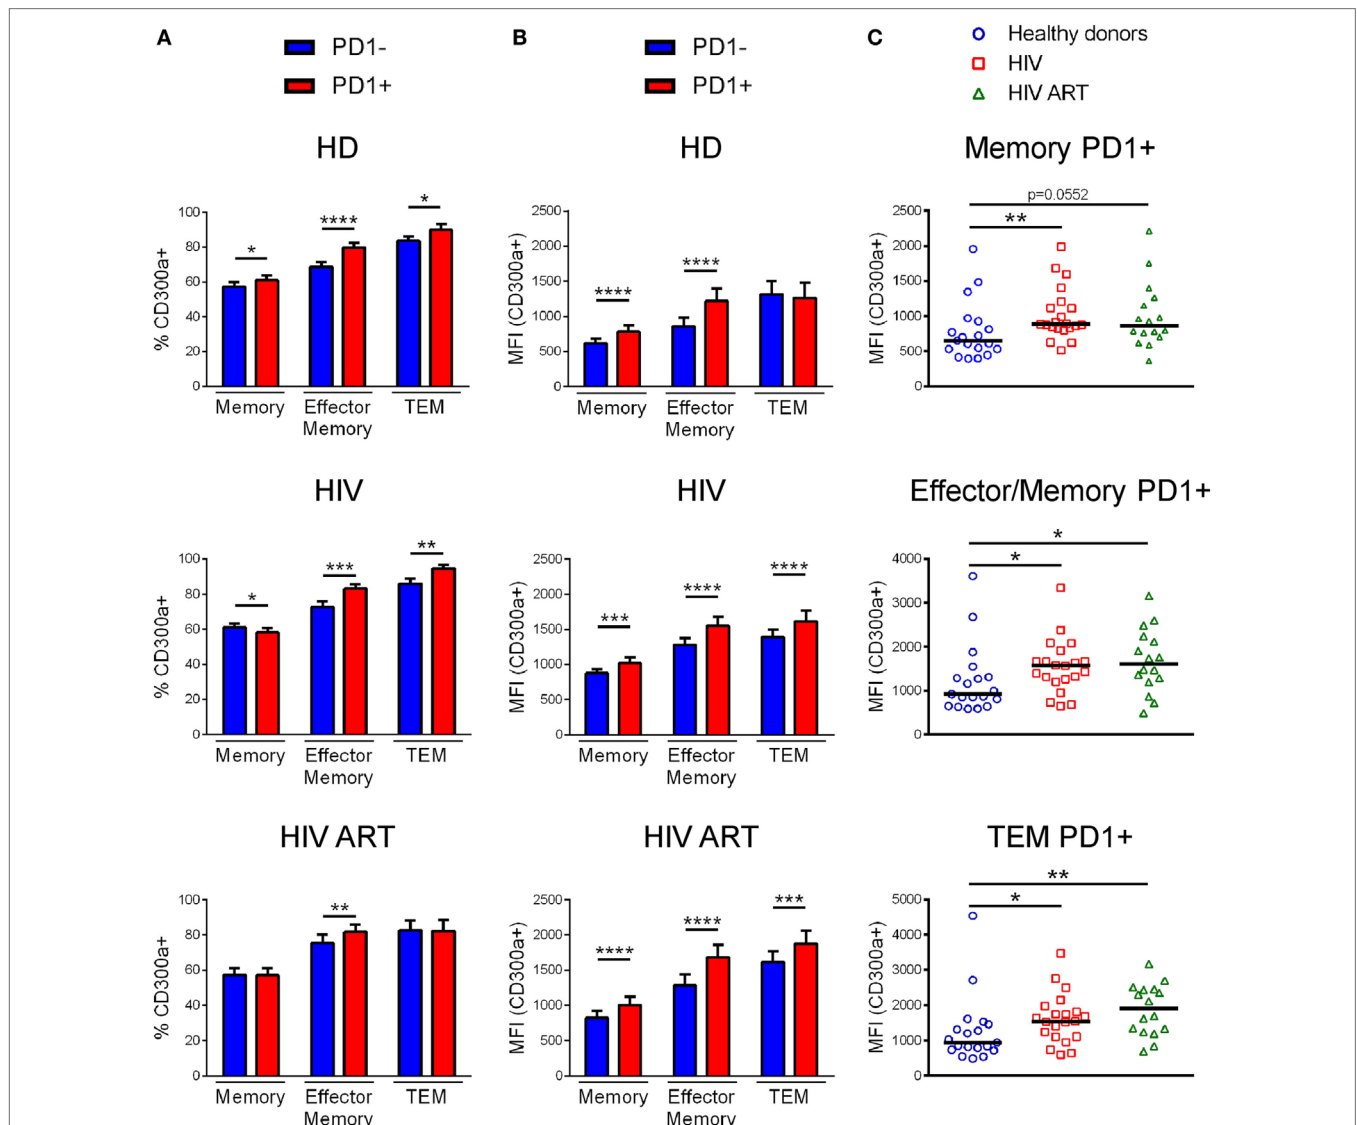 A
PD1-
PD1+
HD
% CD300a+
100
80
60
40
20
0
*
****
*
Memory
Effector
Memory
TEM
HIV
% CD300a+
100
80
60
40
20
0
*
***
**
Memory
Effector
Memory
TEM
HIV ART
% CD300a+
100
80
60
40
20
0
**
Memory
Effector
Memory
TEM
B
PD1-
PD1+
HD
MFI (CD300a+)
2500
2000
1500
1000
500
0
****
****
Memory
Effector
Memory
TEM
HIV
MFI (CD300a+)
2500
2000
1500
1000
500
0
***
****
****
Memory
Effector
Memory
TEM
HIV ART
MFI (CD300a+)
2500
2000
1500
1000
500
0
****
****
***
Memory
Effector
Memory
TEM
C
Healthy donors
HIV
HIV ART
Memory PD1+
p=0.0552
**
MFI (CD300a+)
2500
2000
1500
1000
500
0
Effector/Memory PD1+
*
*
MFI (CD300a+)
4000
3000
2000
1000
0
TEM PD1+
**
*
MFI (CD300a+)
5000
4000
3000
2000
1000
0